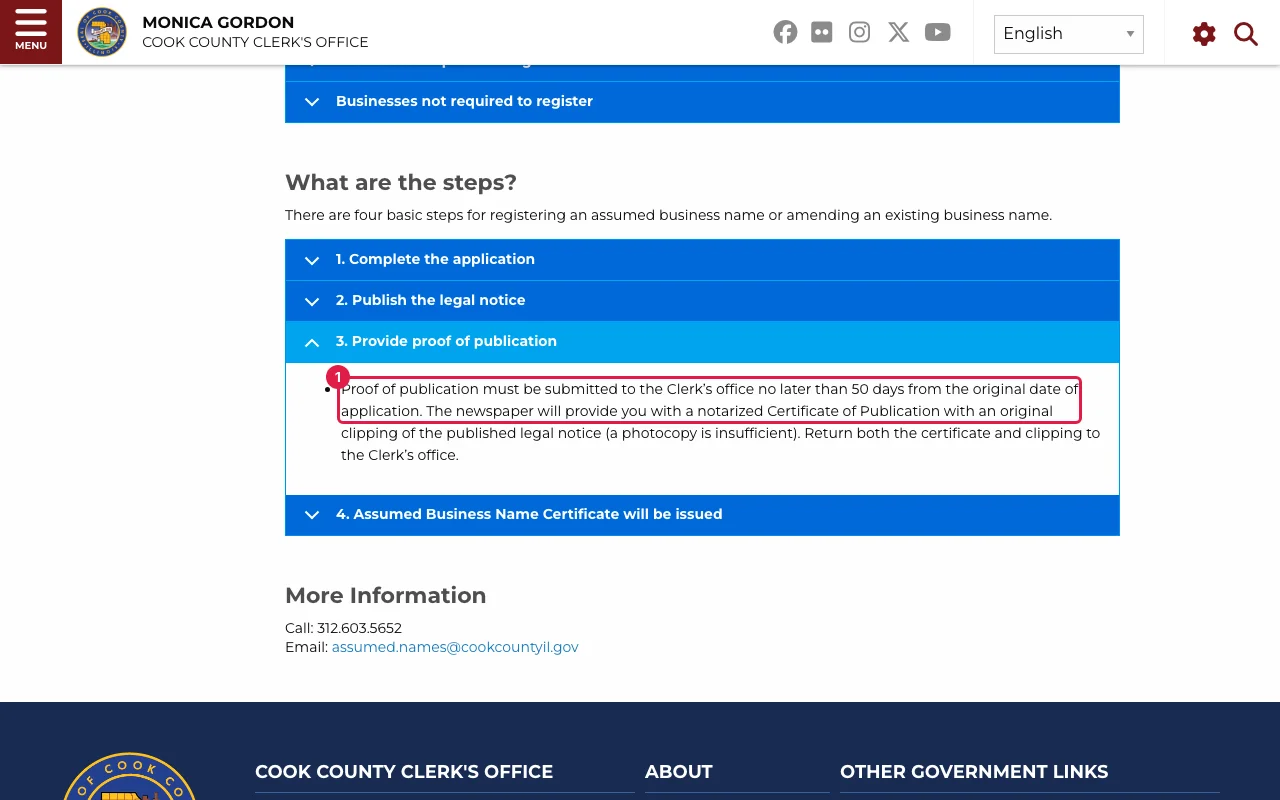 MENU
MONICA GORDON
COOK COUNTY CLERK'S OFFICE
English
Businesses not required to register
What are the steps?
There are four basic steps for registering an assumed business name or amending an existing business name.
1. Complete the application
2. Publish the legal notice
3. Provide proof of publication
1
Proof of publication must be submitted to the Clerk’s office no later than 50 days from the original date of
application. The newspaper will provide you with a notarized Certificate of Publication with an original
clipping of the published legal notice (a photocopy is insufficient). Return both the certificate and clipping to
the Clerk’s office.
4. Assumed Business Name Certificate will be issued
More Information
Call: 312.603.5652
Email: assumed.names@cookcountyil.gov
OF COOK CO
COOK COUNTY CLERK'S OFFICE
ABOUT
OTHER GOVERNMENT LINKS